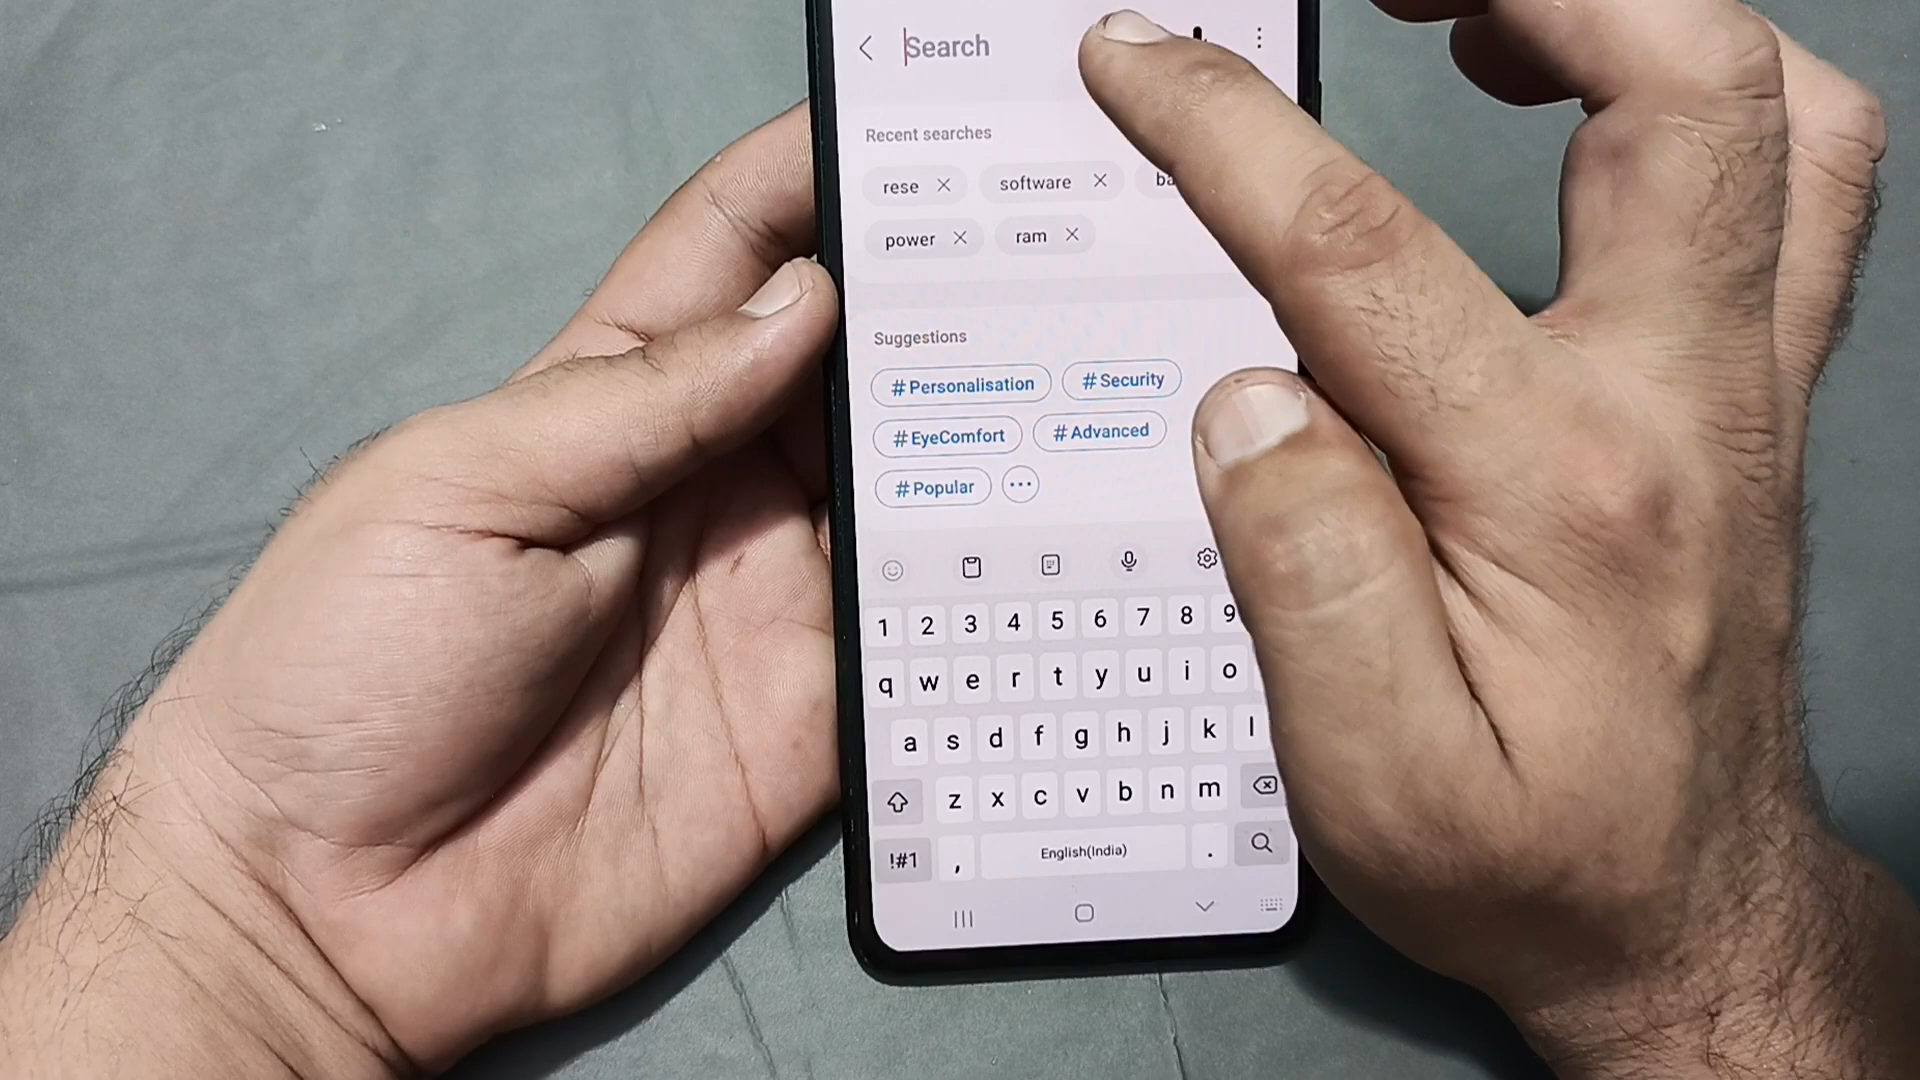 Search
Recent searches
rese software
power ram
Suggestions
#Personalisation #Security
#EyeComfort #Advanced
#Popular
1 2 3 4 5 6 7 8 9
q w e r t y u i o
a s d f g h j k l
z x c v b n m
!#1 , English(India) .